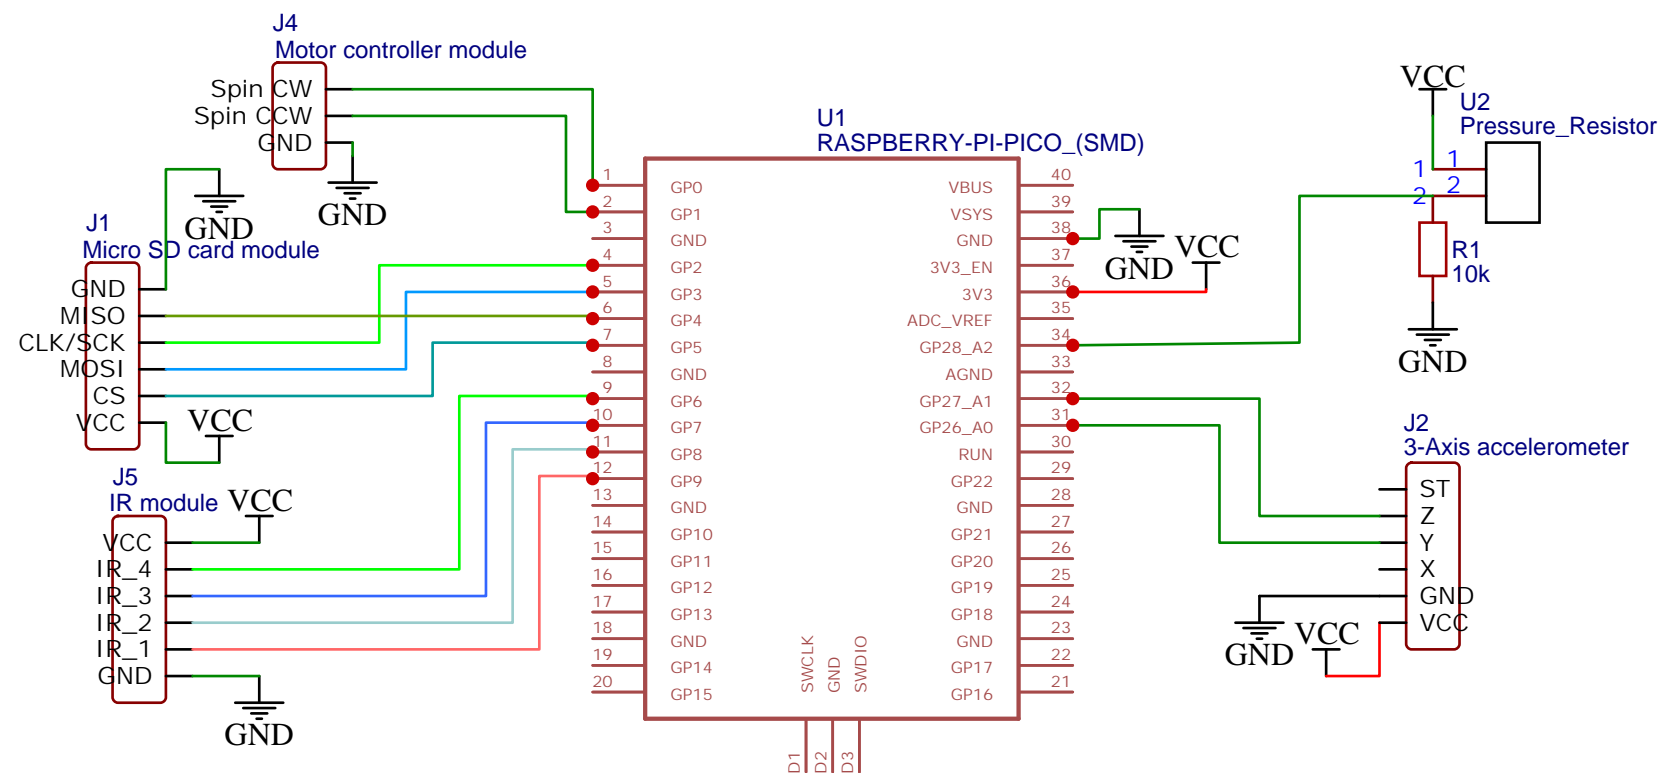 J4
Motor controller module
Spin CW
Spin CCW
GND
GND
GND
J1
Micro SD card module
GND
MISO
CLK/SCK
MOSI
CS
VCC
VCC
J5
IR module
VCC
VCC
IR_4
IR_3
IR_2
IR_1
GND
GND
U1
RASPBERRY-PI-PICO_(SMD)
1 GP0
2 GP1
3 GND
4 GP2
5 GP3
6 GP4
7 GP5
8 GND
9 GP6
10 GP7
11 GP8
12 GP9
13 GND
14 GP10
15 GP11
16 GP12
17 GP13
18 GND
19 GP14
20 GP15
VBUS 40
VSYS 39
GND 38
3V3_EN 37
3V3 36
ADC_VREF 35
GP28_A2 34
AGND 33
GP27_A1 32
GP26_A0 31
RUN 30
GP22 29
GND 28
GP21 27
GP20 26
GP19 25
GP18 24
GND 23
GP17 22
GP16 21
SWCLK
GND
SWDIO
D1
D2
D3
GND
VCC
VCC
U2
Pressure_Resistor
1 1
2 2
R1
10k
GND
J2
3-Axis accelerometer
ST
Z
Y
X
GND
VCC
GND
VCC